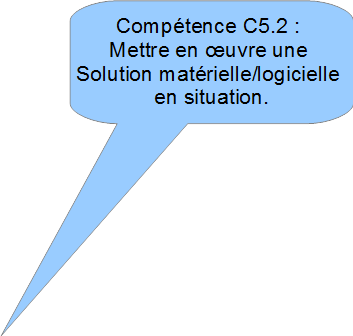 Compétence C5.2 :
Mettre en œuvre une
Solution matérielle/logicielle
en situation.